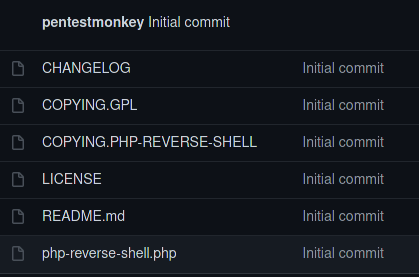 pentestmonkey Initial commit
CHANGELOG Initial commit
COPYING.GPL Initial commit
COPYING.PHP-REVERSE-SHELL Initial commit
LICENSE Initial commit
README.md Initial commit
php-reverse-shell.php Initial commit